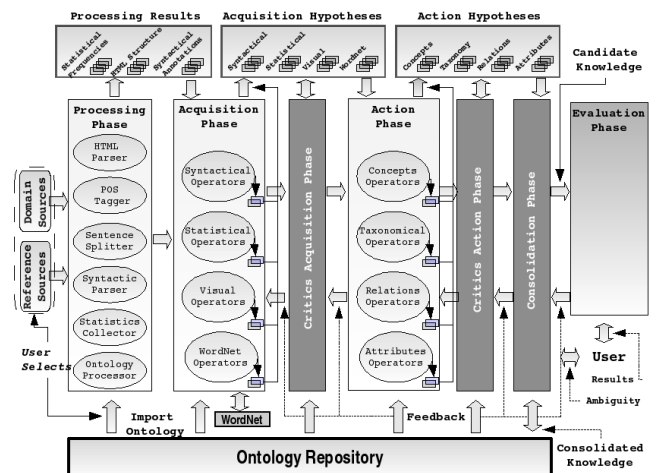 Processing Results
Acquisition Hypotheses
Action Hypotheses
Statistical
Frequencies
HTML Structure
Syntactical
Annotations
Syntactical
Statistical
Visual
Wordnet
Concepts
Taxonomy
Relations
Attributes
Candidate
Knowledge
Processing
Phase
HTML
Parser
POS
Tagger
Sentence
Splitter
Syntactic
Parser
Statistics
Collector
Ontology
Processor
Domain
Sources
Reference
Sources
User
Selects
Acquisition
Phase
Syntactical
Operators
Statistical
Operators
Visual
Operators
WordNet
Operators
Critics Acquisition Phase
Action
Phase
Concepts
Operators
Taxonomical
Operators
Relations
Operators
Attributes
Operators
Critics Action Phase
Consolidation Phase
Evaluation
Phase
User
Results
Ambiguity
Import
Ontology
WordNet
Feedback
Consolidated
Knowledge
Ontology Repository